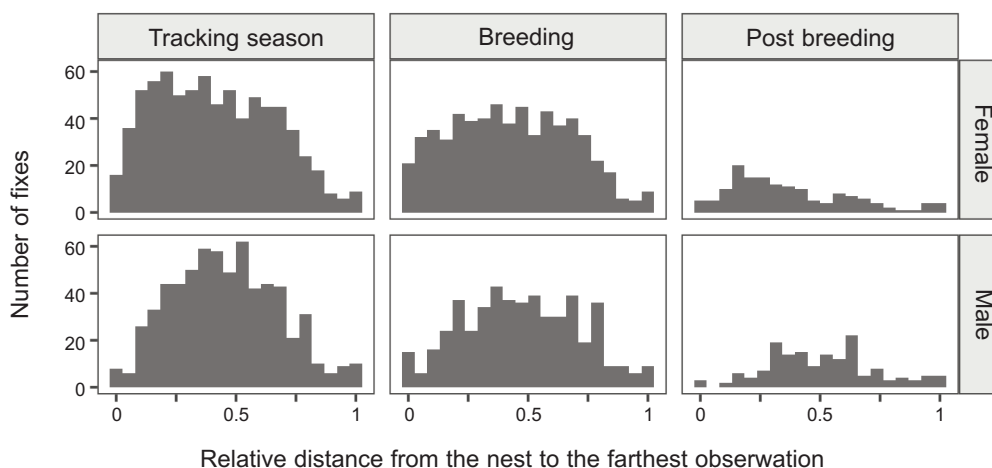 Tracking season
Breeding
Post breeding
60
40
20
0
Female
60
40
20
0
Male
Number of fixes
0
0.5
1
0
0.5
1
0
0.5
1
Relative distance from the nest to the farthest obserwation